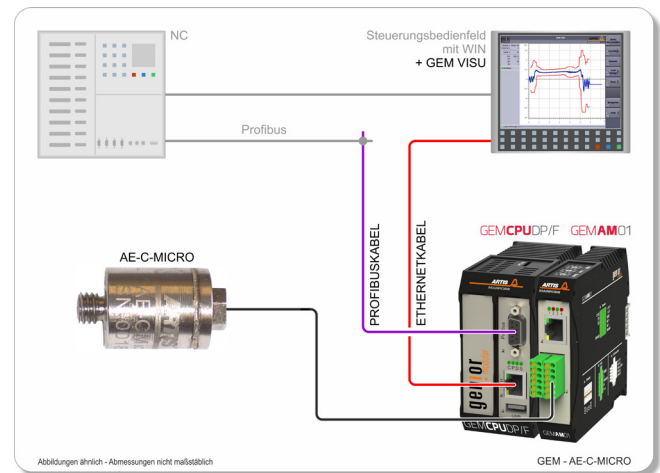 NC
Steuerungsbedienfeld
mit WIN
+ GEM VISU
Profibus
GEMCPUDP/F GEMAM01
AE-C-MICRO
PROFIBUSKABEL
ETHERNETKABEL
ARTIS
ARTIS
genior
GEMCPUDP/F
GEMAM01
Abbildungen ähnlich - Abmessungen nicht maßstäblich
GEM - AE-C-MICRO